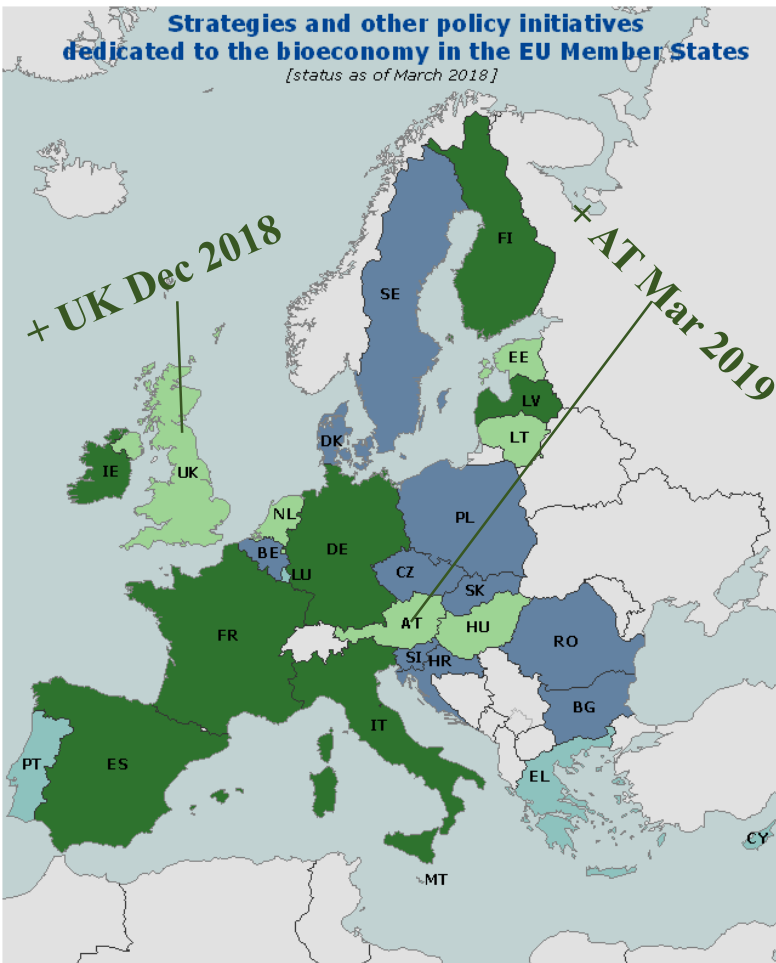 Strategies and other policy initiatives
dedicated to the bioeconomy in the EU Member States
[status as of March 2018]
+ UK Dec 2018
+ AT Mar 2019
FI
SE
EE
LV
LT
DK
IE
UK
NL
BE
LU
DE
PL
CZ
SK
AT
HU
FR
SI
HR
RO
BG
IT
PT
ES
EL
CY
MT